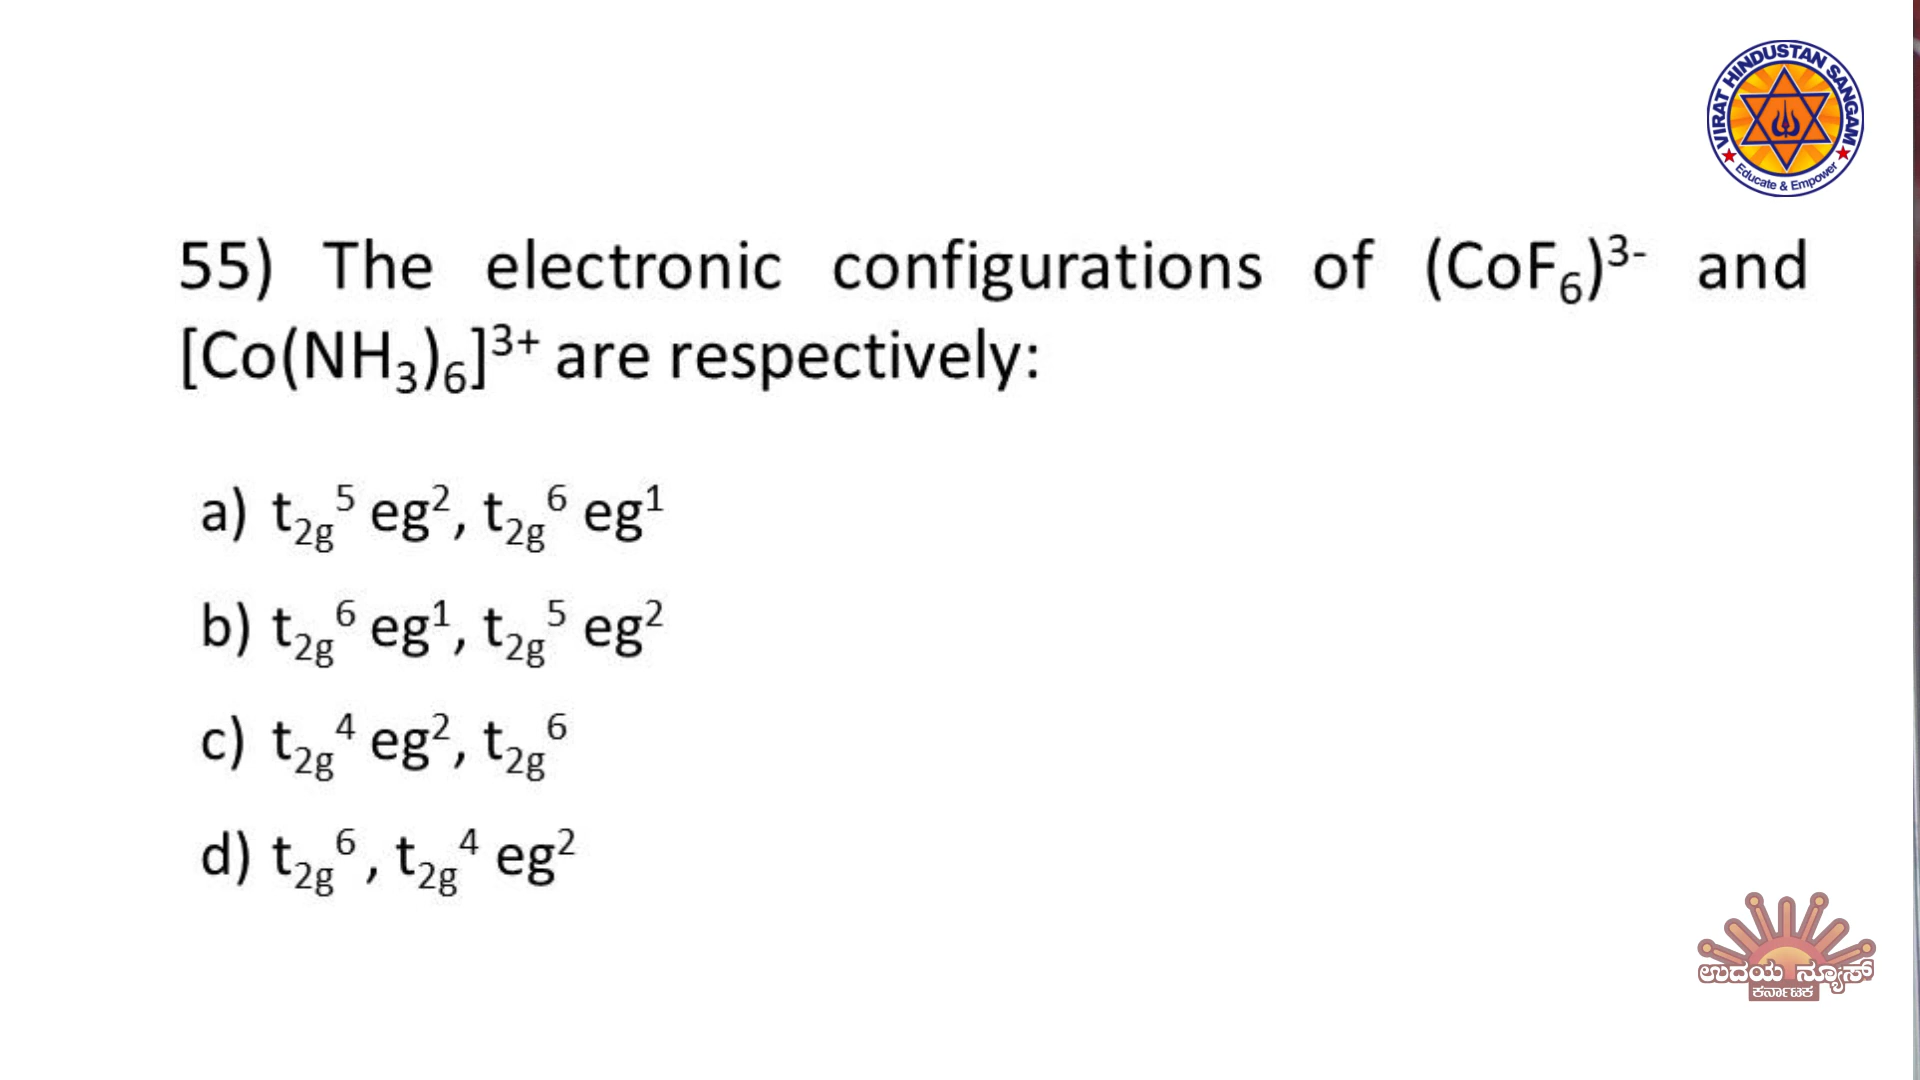 VIRAT HINDUSTAN SANGAM
Educate & Empower
55) The electronic configurations of (CoF₆)³⁻ and
[Co(NH₃)₆]³⁺ are respectively:
a) t₂g⁵ eg², t₂g⁶ eg¹
b) t₂g⁶ eg¹, t₂g⁵ eg²
c) t₂g⁴ eg², t₂g⁶
d) t₂g⁶ , t₂g⁴ eg²
ಉದಯ ನ್ಯೂಸ್
ಕರ್ನಾಟಕ